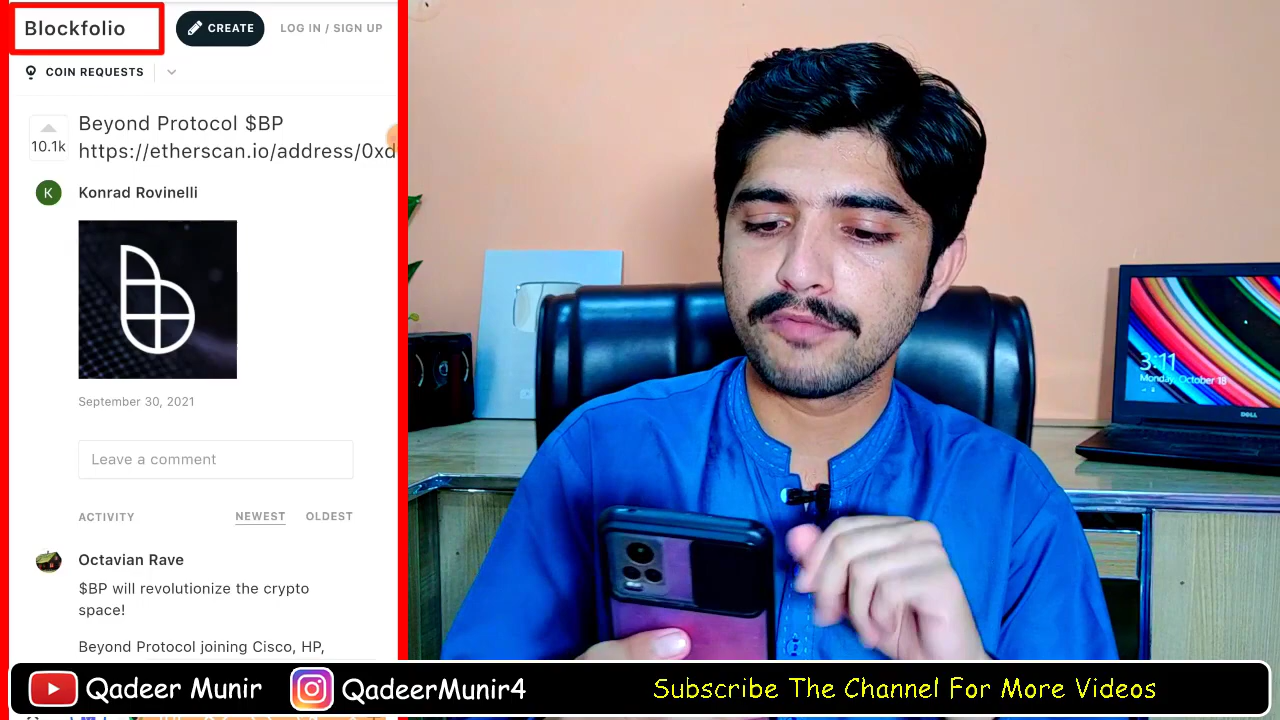 Blockfolio
CREATE
LOG IN / SIGN UP
COIN REQUESTS
10.1k
Beyond Protocol $BP
https://etherscan.io/address/0xd
K
Konrad Rovinelli
September 30, 2021
Leave a comment
ACTIVITY
NEWEST
OLDEST
Octavian Rave
$BP will revolutionize the crypto
space!
Beyond Protocol joining Cisco, HP,
3:11
Monday, October 18
DELL
Qadeer Munir
QadeerMunir4
Subscribe The Channel For More Videos